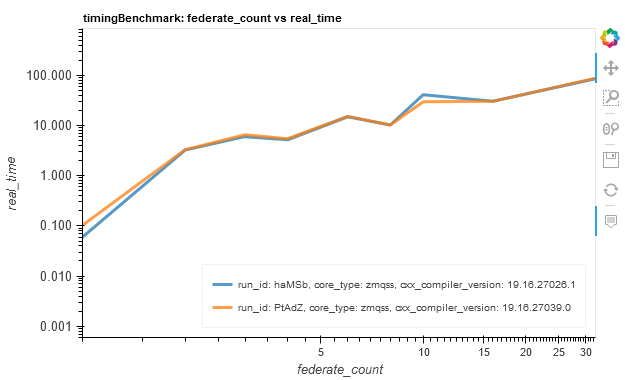 timingBenchmark: federate_count vs real_time
100.000
10.000
1.000
0.100
0.010
0.001
real_time
run_id: haMSb, core_type: zmqss, cxx_compiler_version: 19.16.27026.1
run_id: PtAdZ, core_type: zmqss, cxx_compiler_version: 19.16.27039.0
5 10 15 20 25 30
federate_count